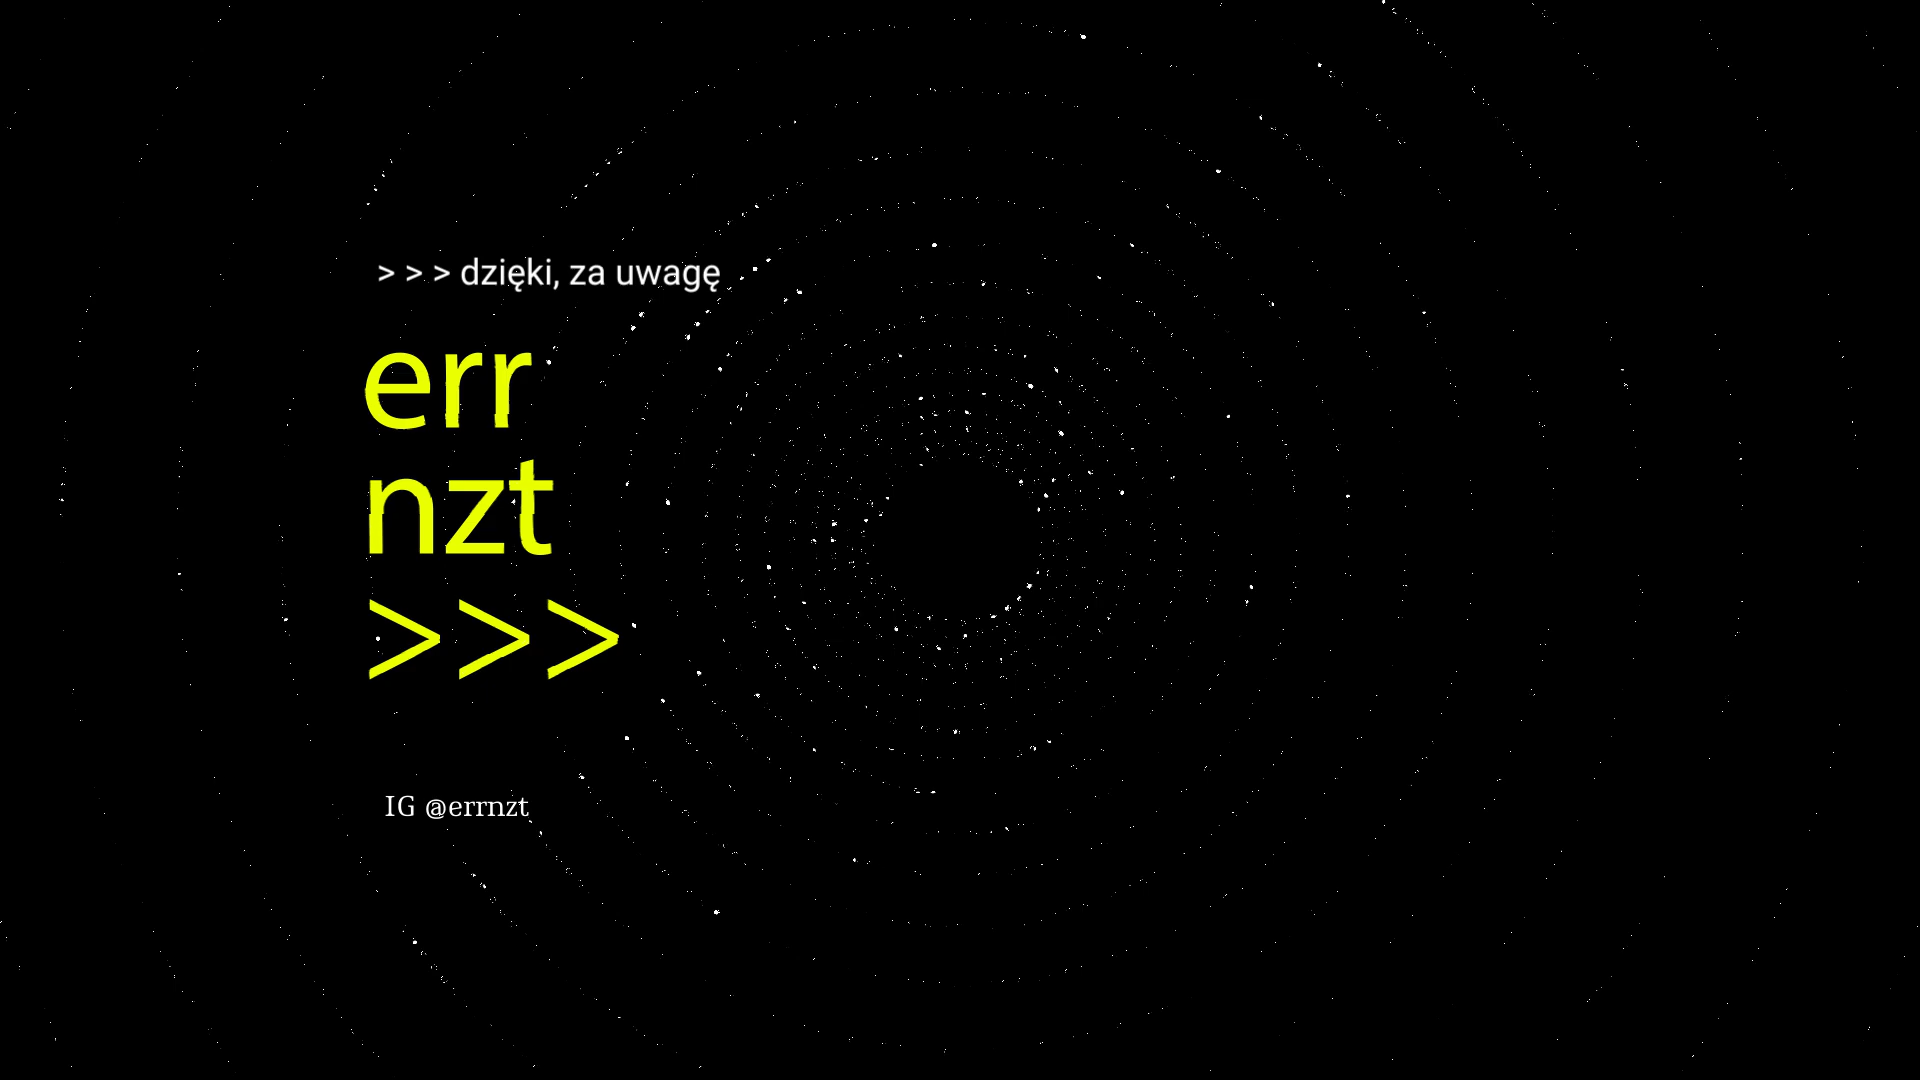 > > > dzięki, za uwagę
err
nzt
>>>
IG @errnzt